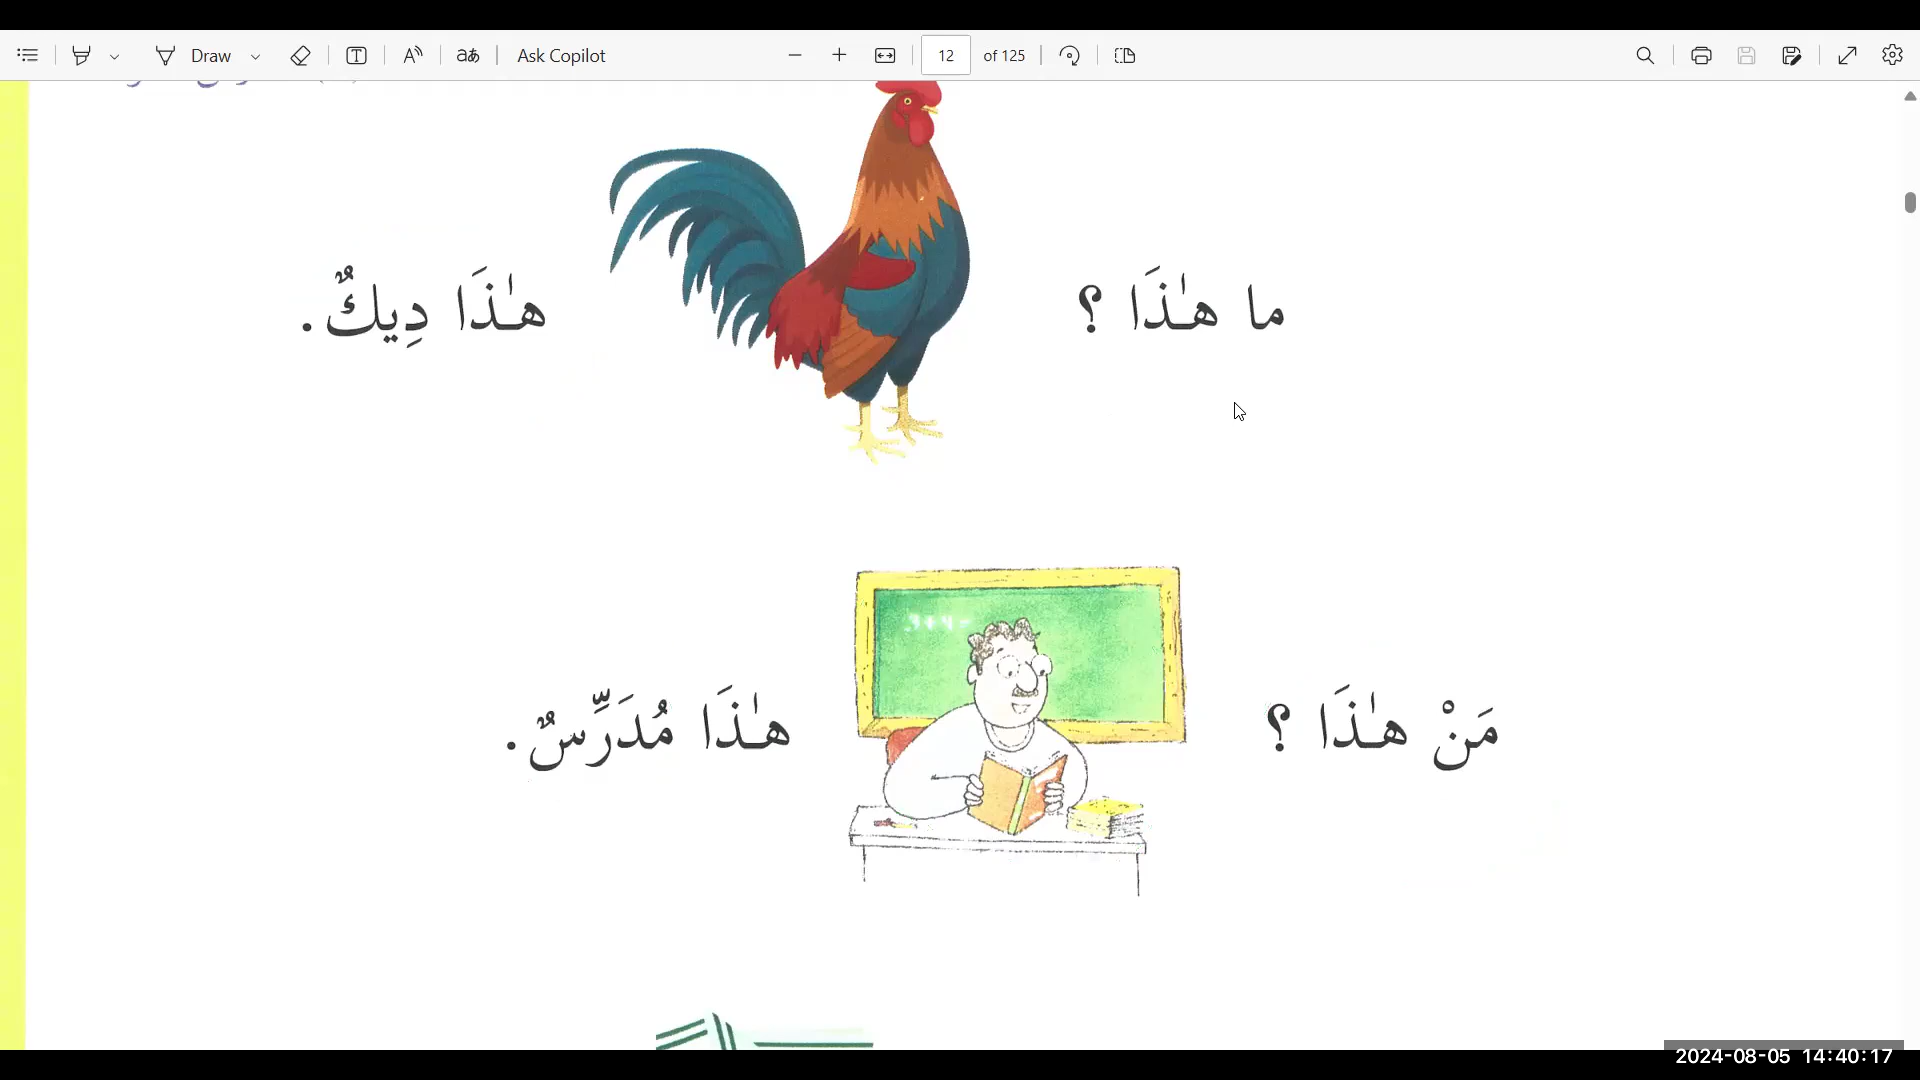 Draw
Ask Copilot
12 of 125
ما هٰذَا ؟ هٰذَا دِيكٌ.
مَنْ هٰذَا ؟ هٰذَا مُدَرِّسٌ.
2024-08-05 14:40:17